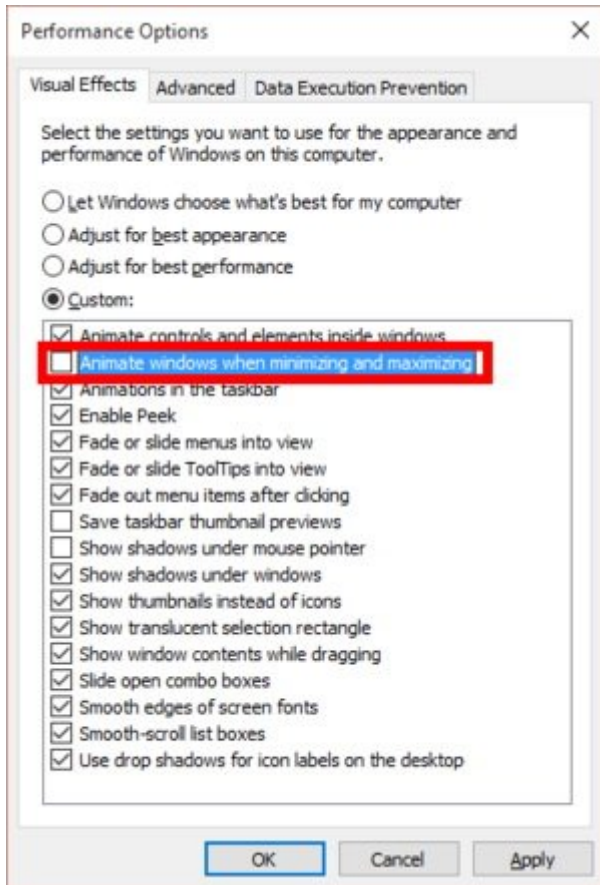 Performance Options
Visual Effects Advanced Data Execution Prevention
Select the settings you want to use for the appearance and
performance of Windows on this computer.
Let Windows choose what's best for my computer
Adjust for best appearance
Adjust for best performance
Custom:
Animate controls and elements inside windows
Animate windows when minimizing and maximizing
Animations in the taskbar
Enable Peek
Fade or slide menus into view
Fade or slide ToolTips into view
Fade out menu items after clicking
Save taskbar thumbnail previews
Show shadows under mouse pointer
Show shadows under windows
Show thumbnails instead of icons
Show translucent selection rectangle
Show window contents while dragging
Slide open combo boxes
Smooth edges of screen fonts
Smooth-scroll list boxes
Use drop shadows for icon labels on the desktop
OK Cancel Apply